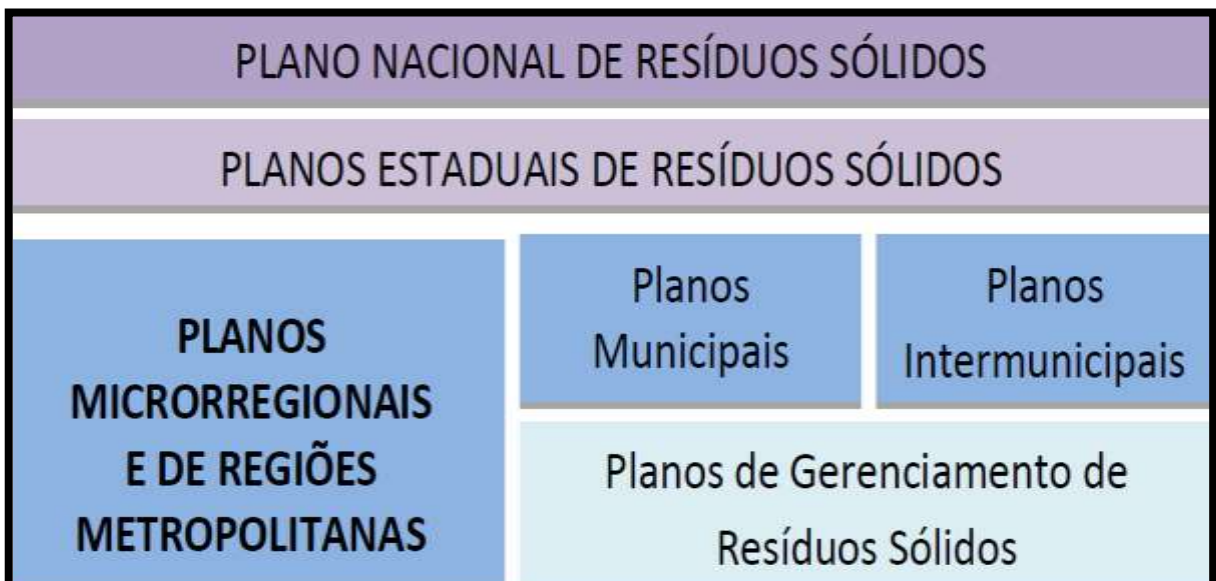 PLANO NACIONAL DE RESÍDUOS SÓLIDOS
PLANOS ESTADUAIS DE RESÍDUOS SÓLIDOS
PLANOS
MICRORREGIONAIS
E DE REGIÕES
METROPOLITANAS
Planos
Municipais
Planos
Intermunicipais
Planos de Gerenciamento de
Resíduos Sólidos